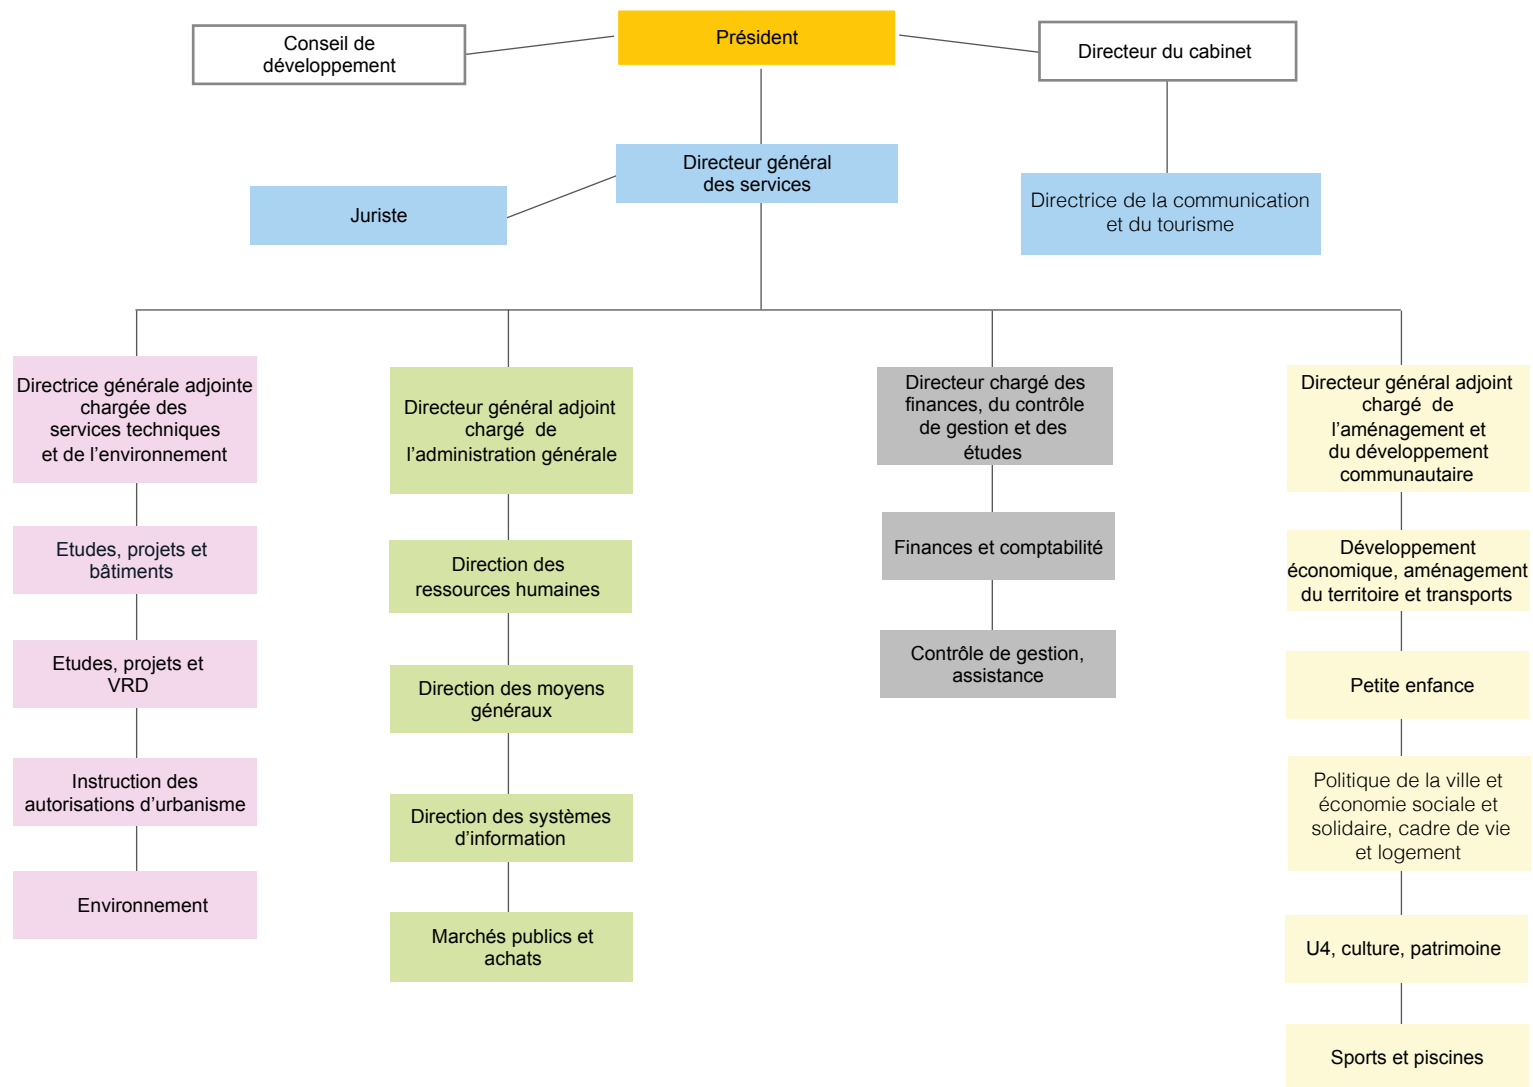 Conseil de
développement
Président
Directeur du cabinet
Directeur général
des services
Juriste
Directrice de la communication
et du tourisme
Directrice générale adjointe
chargée des
services techniques
et de l’environnement
Etudes, projets et
bâtiments
Etudes, projets et
VRD
Instruction des
autorisations d’urbanisme
Environnement
Directeur général adjoint
chargé de
l’administration générale
Direction des
ressources humaines
Direction des moyens
généraux
Direction des systèmes
d’information
Marchés publics et
achats
Directeur chargé des
finances, du contrôle
de gestion et des
études
Finances et comptabilité
Contrôle de gestion,
assistance
Directeur général adjoint
chargé de
l’aménagement et
du développement
communautaire
Développement
économique, aménagement
du territoire et transports
Petite enfance
Politique de la ville et
économie sociale et
solidaire, cadre de vie
et logement
U4, culture, patrimoine
Sports et piscines